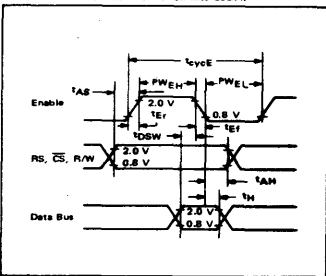 tcycE
tAS
PWEH
PWEL
2.0 V
Enable
tEr
0.8 V
tEf
tDSW
RS, CS, R/W
2.0 V
0.8 V
tAH
tH
Data Bus
2.0 V
0.8 V